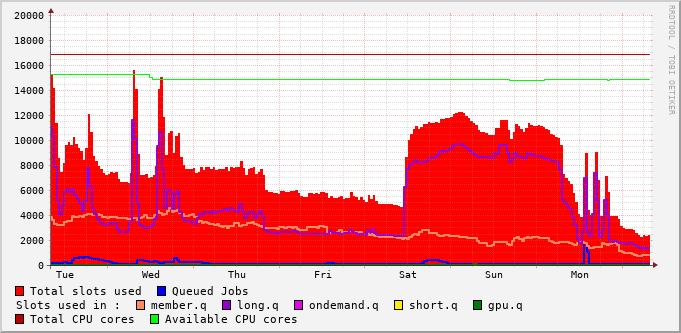 20000
18000
16000
14000
12000
10000
8000
6000
4000
2000
0
Tue Wed Thu Fri Sat Sun Mon
Total slots used Queued Jobs
Slots used in : member.q long.q ondemand.q short.q gpu.q
Total CPU cores Available CPU cores
RRDTOOL / TOBI OETIKER